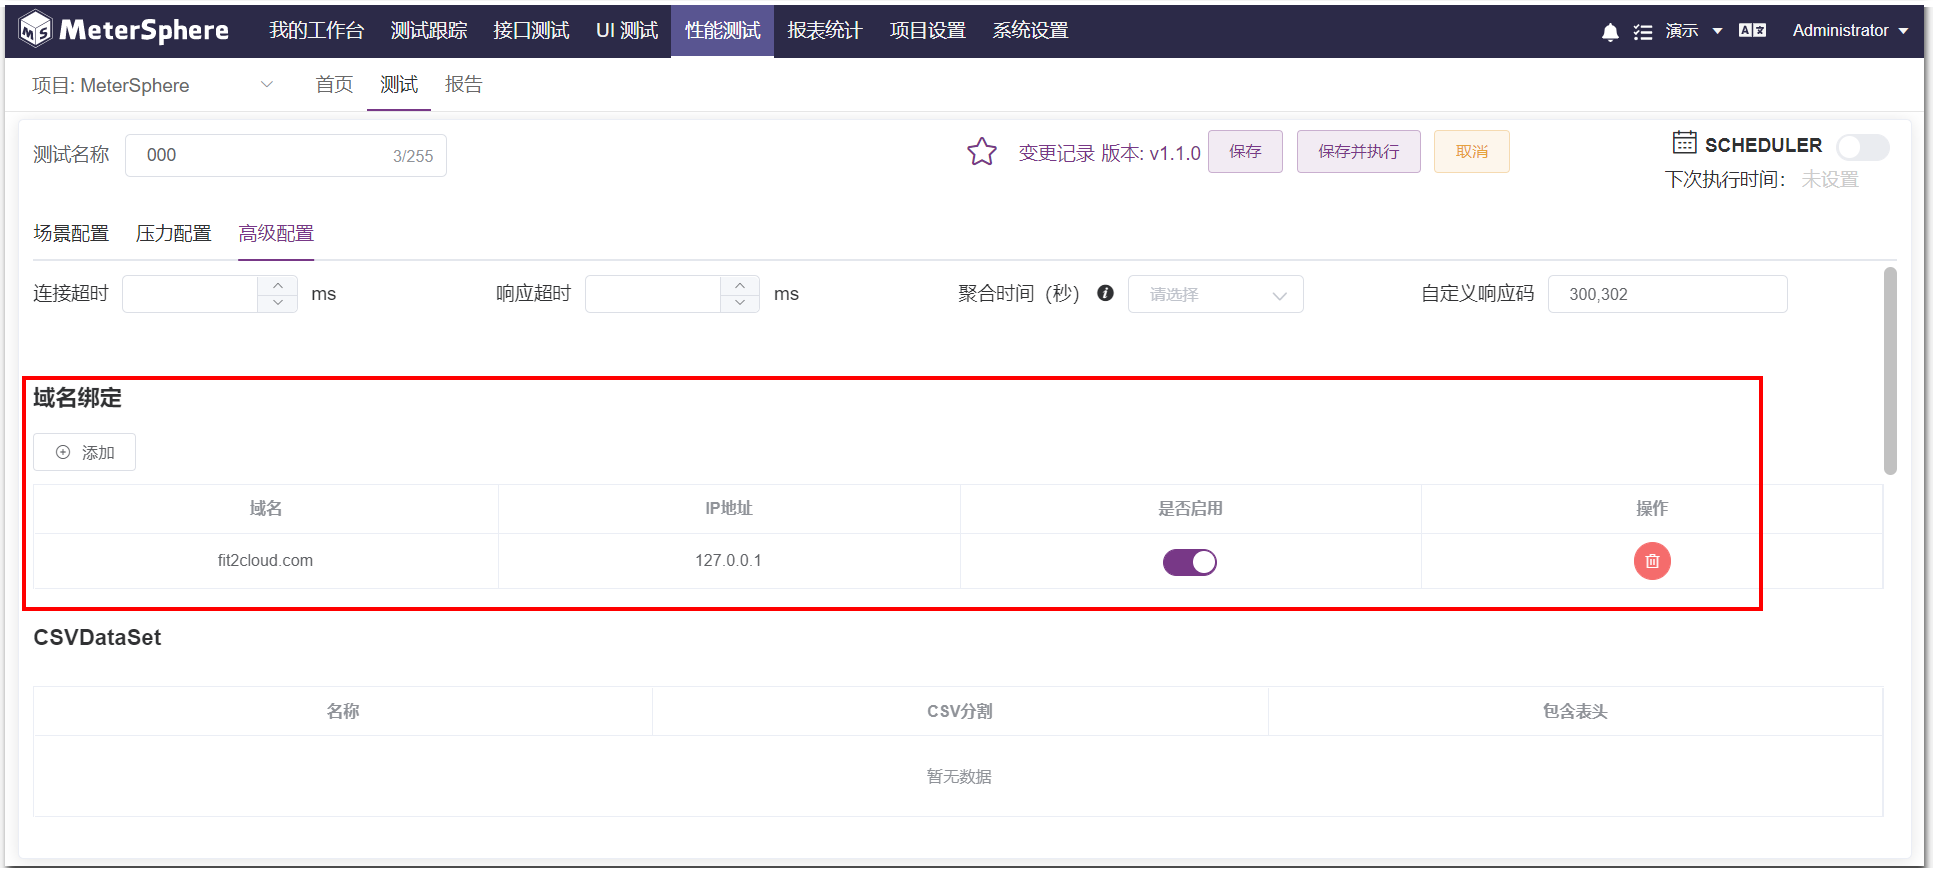 MeterSphere 我的工作台 测试跟踪 接口测试 UI 测试 性能测试 报表统计 项目设置 系统设置 演示 Administrator
项目: MeterSphere 首页 测试 报告
测试名称 000 3/255 变更记录 版本: v1.1.0 保存 保存并执行 取消 SCHEDULER
下次执行时间： 未设置
场景配置 压力配置 高级配置
连接超时 ms 响应超时 ms 聚合时间（秒） 请选择 自定义响应码 300,302
域名绑定
添加
域名 IP地址 是否启用 操作
fit2cloud.com 127.0.0.1
CSVDataSet
名称 CSV分割 包含表头
暂无数据